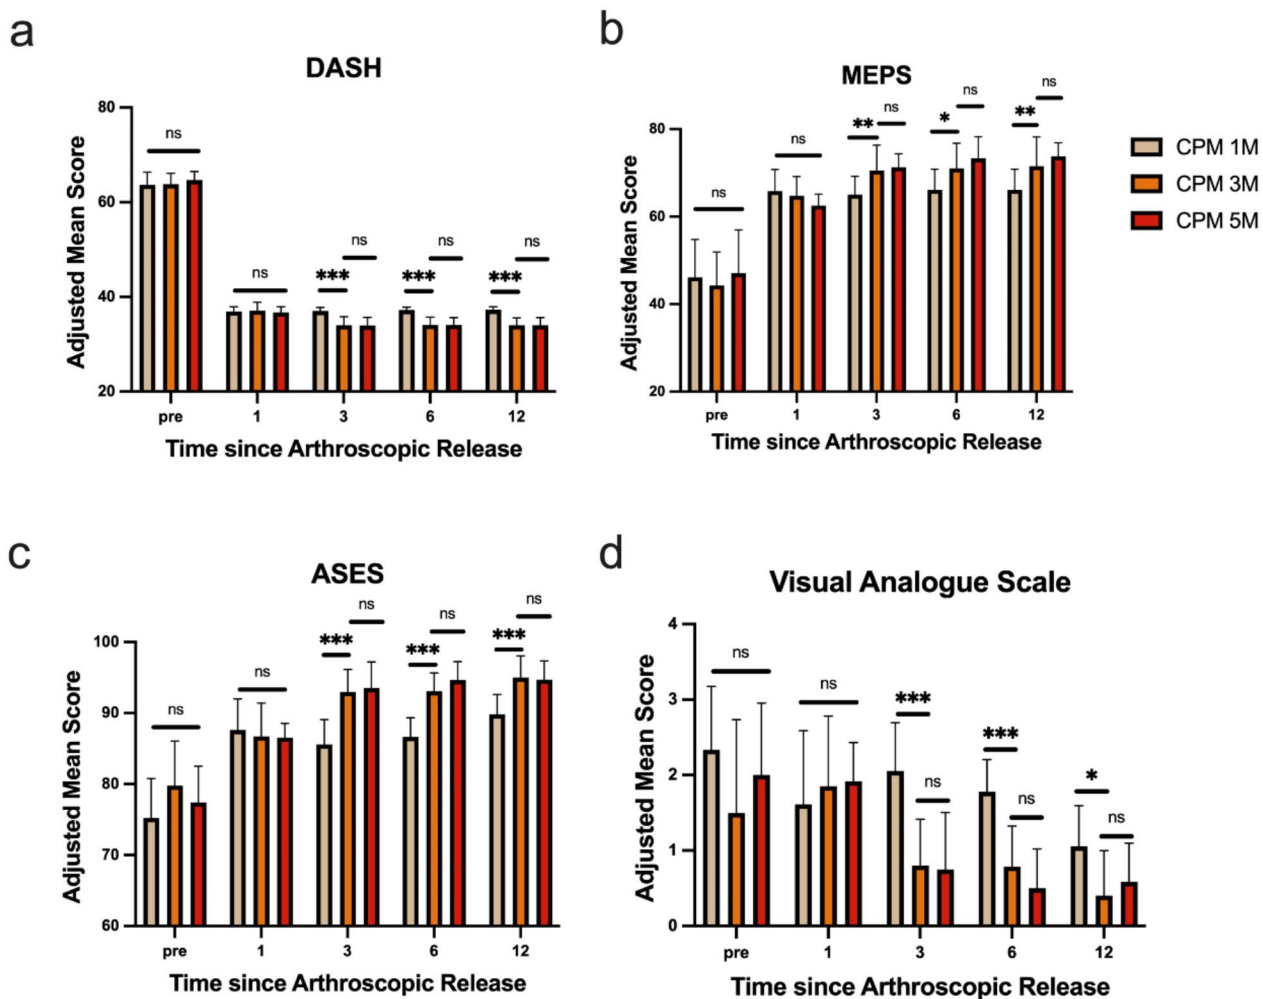 a
DASH
Adjusted Mean Score
80
60
40
20
ns
ns
***
ns
***
ns
***
ns
pre 1 3 6 12
Time since Arthroscopic Release
b
MEPS
Adjusted Mean Score
80
60
40
20
ns
ns
**
ns
*
ns
**
ns
pre 1 3 6 12
Time since Arthroscopic Release
CPM 1M
CPM 3M
CPM 5M
c
ASES
Adjusted Mean Score
100
90
80
70
60
ns
ns
***
ns
***
ns
***
ns
pre 1 3 6 12
Time since Arthroscopic Release
d
Visual Analogue Scale
Adjusted Mean Score
4
3
2
1
0
ns
ns
***
ns
***
ns
*
ns
pre 1 3 6 12
Time since Arthroscopic Release